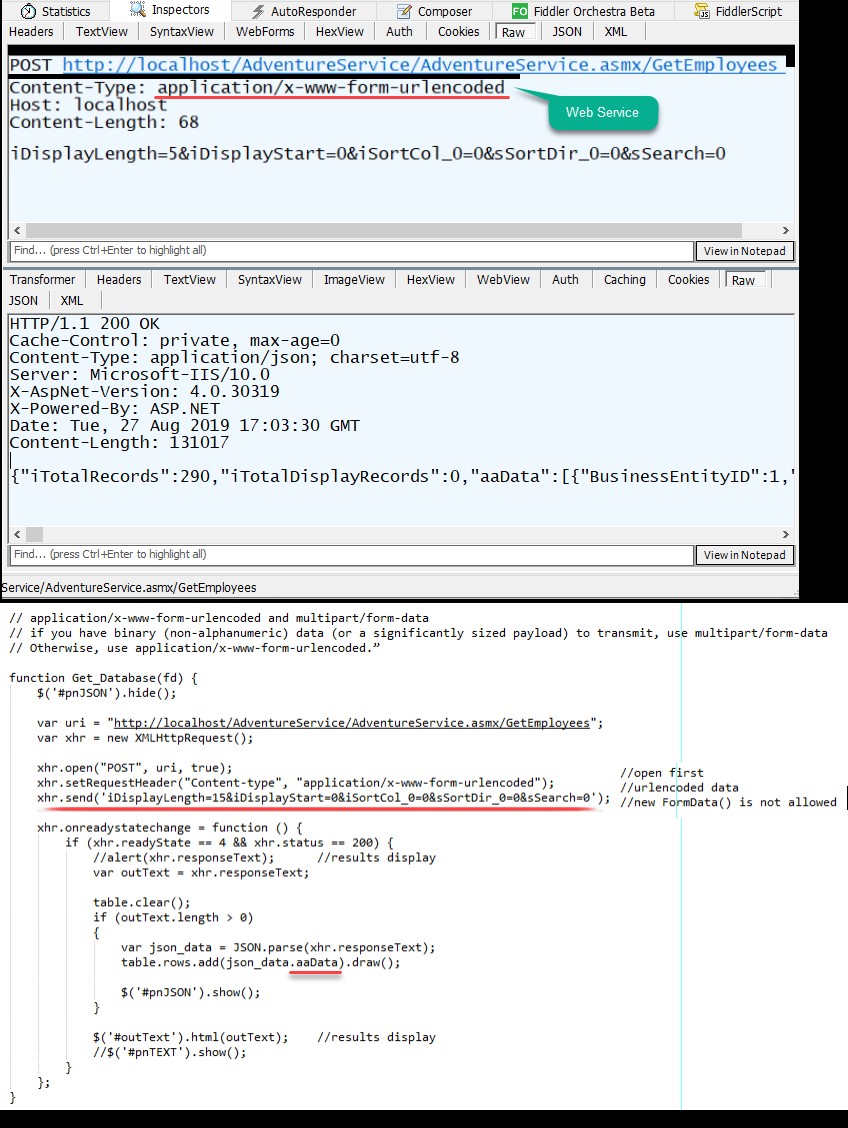 Statistics Inspectors AutoResponder Composer FO Fiddler Orchestra Beta FiddlerScript
Headers TextView SyntaxView WebForms HexView Auth Cookies Raw JSON XML
POST http://localhost/AdventureService/AdventureService.asmx/GetEmployees
Content-Type: application/x-www-form-urlencoded
Host: localhost
Web Service
Content-Length: 68
iDisplayLength=5&iDisplayStart=0&iSortCol_0=0&sSortDir_0=0&sSearch=0
Find... (press Ctrl+Enter to highlight all) View in Notepad
Transformer Headers TextView SyntaxView ImageView HexView WebView Auth Caching Cookies Raw
JSON XML
HTTP/1.1 200 OK
Cache-Control: private, max-age=0
Content-Type: application/json; charset=utf-8
Server: Microsoft-IIS/10.0
X-AspNet-Version: 4.0.30319
X-Powered-By: ASP.NET
Date: Tue, 27 Aug 2019 17:03:30 GMT
Content-Length: 131017
{"iTotalRecords":290,"iTotalDisplayRecords":0,"aaData":[{"BusinessEntityID":1,"
Find... (press Ctrl+Enter to highlight all) View in Notepad
Service/AdventureService.asmx/GetEmployees
// application/x-www-form-urlencoded and multipart/form-data
// if you have binary (non-alphanumeric) data (or a significantly sized payload) to transmit, use multipart/form-data
// Otherwise, use application/x-www-form-urlencoded.”
function Get_Database(fd) {
$('#pnJSON').hide();
var uri = "http://localhost/AdventureService/AdventureService.asmx/GetEmployees";
var xhr = new XMLHttpRequest();
xhr.open("POST", uri, true); //open first
xhr.setRequestHeader("Content-type", "application/x-www-form-urlencoded"); //urlencoded data
xhr.send('iDisplayLength=15&iDisplayStart=0&iSortCol_0=0&sSortDir_0=0&sSearch=0'); //new FormData() is not allowed
xhr.onreadystatechange = function () {
if (xhr.readyState == 4 && xhr.status == 200) {
//alert(xhr.responseText); //results display
var outText = xhr.responseText;
table.clear();
if (outText.length > 0)
{
var json_data = JSON.parse(xhr.responseText);
table.rows.add(json_data.aaData).draw();
$('#pnJSON').show();
}
$('#outText').html(outText); //results display
//$('#pnTEXT').show();
}
};
}